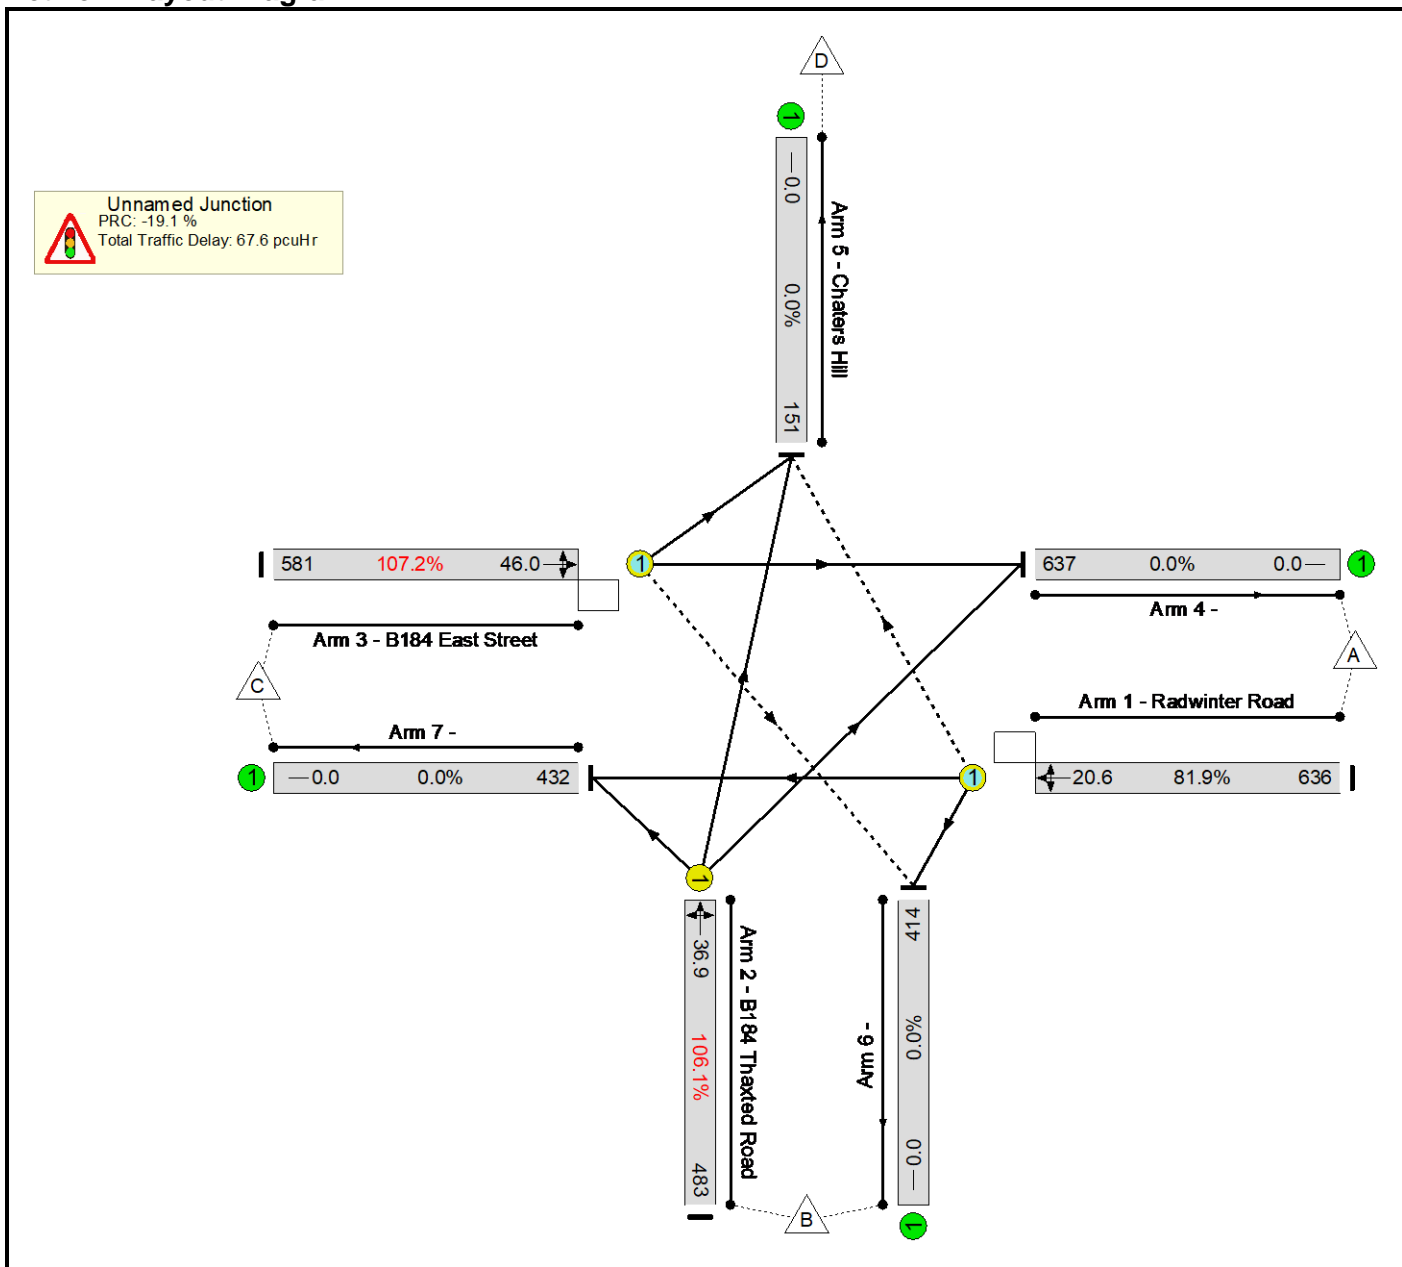 D
1
0.0
0.0%
151
Arm 5 - Chaters Hill
Unnamed Junction
PRC: -19.1 %
Total Traffic Delay: 67.6 pcuHr
581 107.2% 46.0
1
637 0.0% 0.0
1
Arm 3 - B184 East Street
Arm 4 -
C
A
Arm 7 -
Arm 1 - Radwinter Road
1
0.0 0.0% 432
1
20.6 81.9% 636
1
36.9
106.1%
483
Arm 2 - B184 Thaxted Road
Arm 6 -
414
0.0%
0.0
B
1